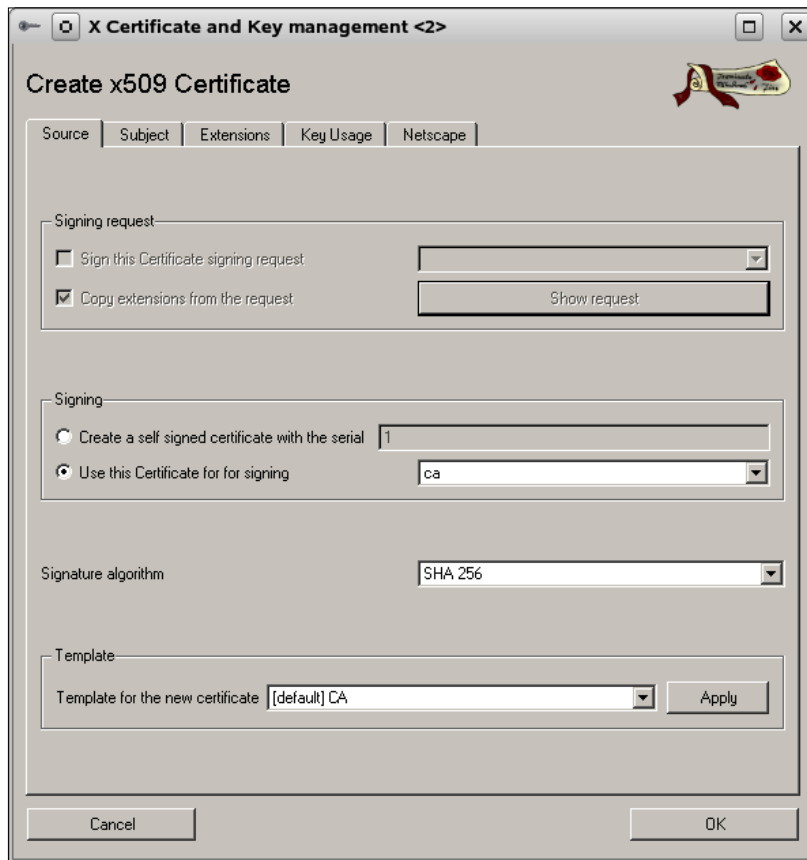 X Certificate and Key management <2>
Create x509 Certificate
Source Subject Extensions Key Usage Netscape
Signing request
Sign this Certificate signing request
Copy extensions from the request Show request
Signing
Create a self signed certificate with the serial 1
Use this Certificate for for signing ca
Signature algorithm SHA 256
Template
Template for the new certificate [default] CA Apply
Cancel OK